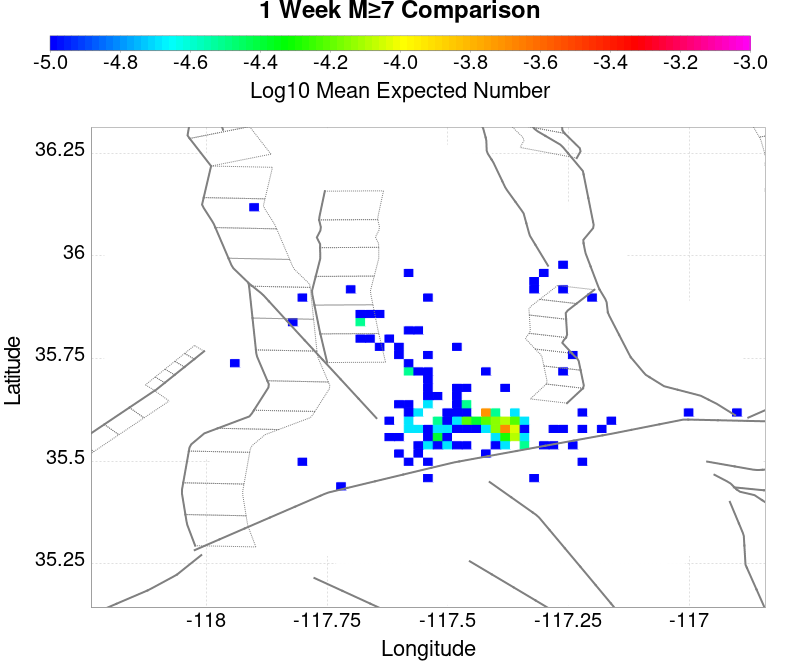 1 Week M≥7 Comparison
-5.0 -4.8 -4.6 -4.4 -4.2 -4.0 -3.8 -3.6 -3.4 -3.2 -3.0
Log10 Mean Expected Number
36.25
36
35.75
35.5
35.25
Latitude
-118 -117.75 -117.5 -117.25 -117
Longitude